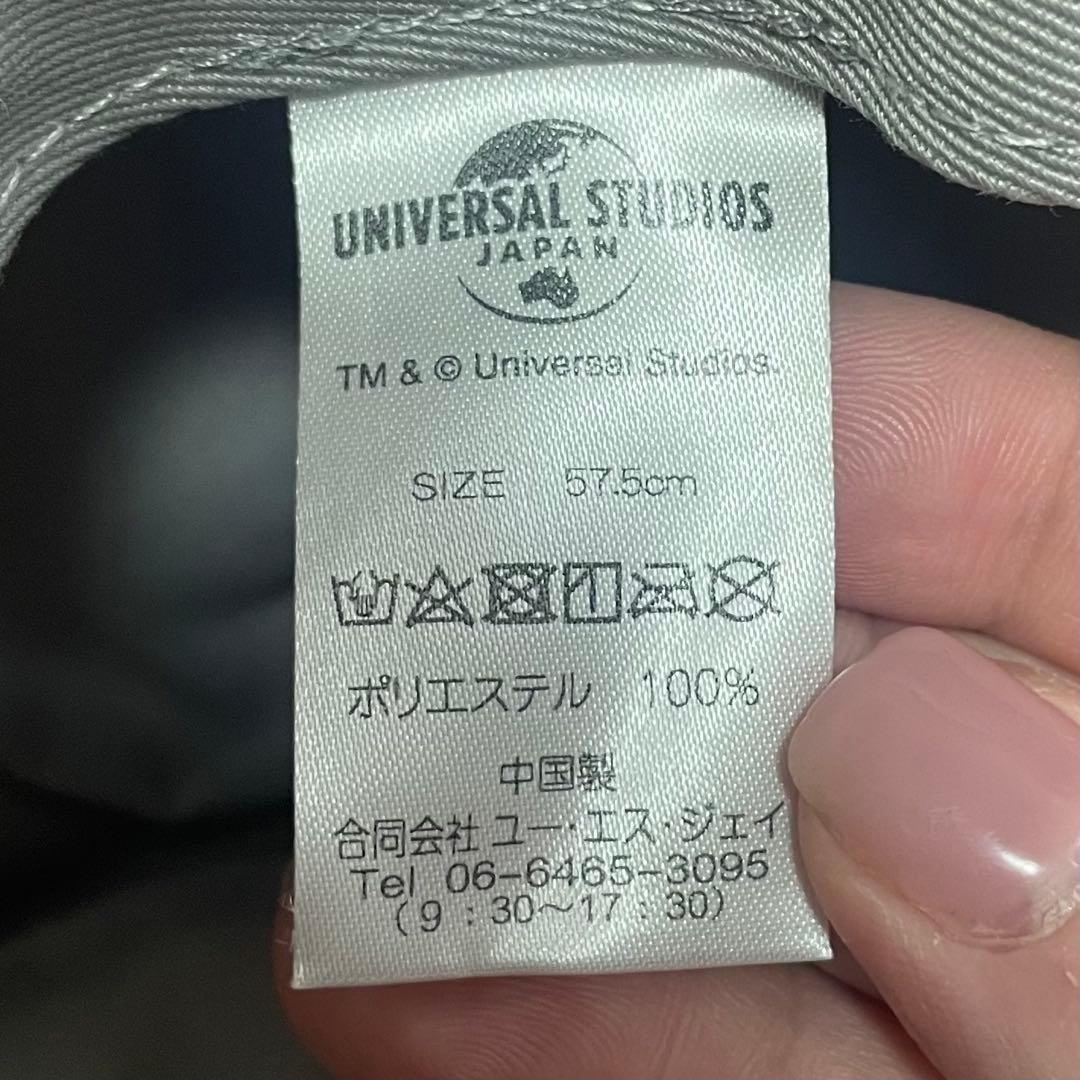 UNIVERSAL STUDIOS
JAPAN
TM & © Universal Studios.
SIZE 57.5cm
ポリエステル 100%
中国製
合同会社 ユー・エス・ジェイ
Tel 06-6465-3095
(9:30〜17:30)